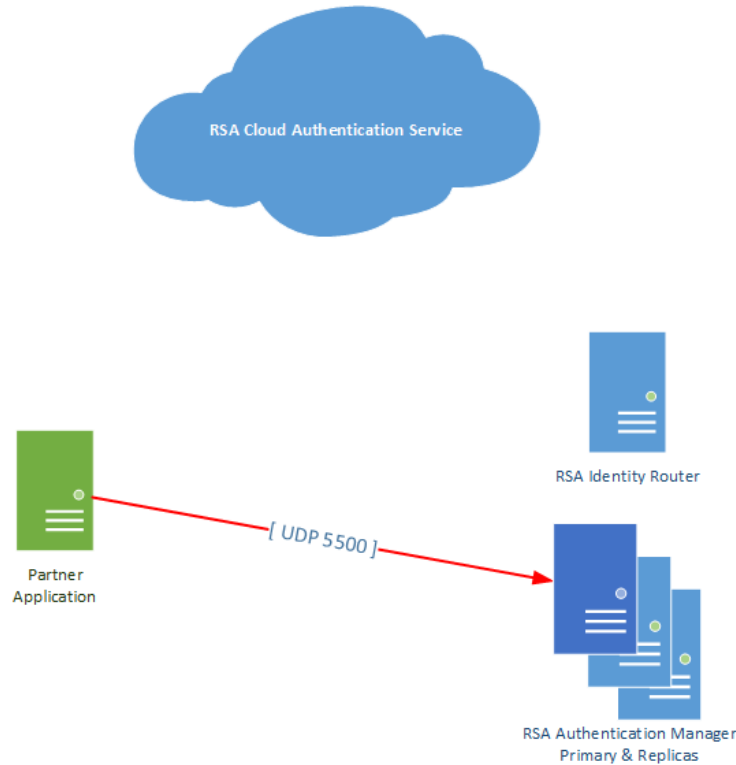 RSA Cloud Authentication Service
RSA Identity Router
[ UDP 5500 ]
Partner
Application
RSA Authentication Manager
Primary & Replicas